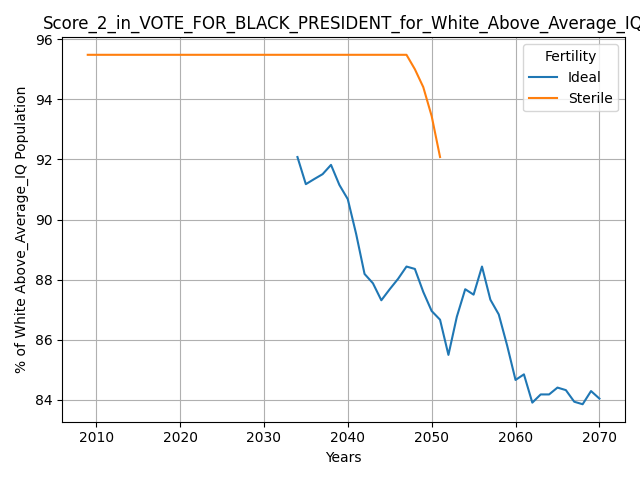 Score_2_in_VOTE_FOR_BLACK_PRESIDENT_for_White_Above_Average_IQ
96
94
92
90
88
86
84
% of White Above_Average_IQ Population
Fertility
Ideal
Sterile
2010 2020 2030 2040 2050 2060 2070
Years